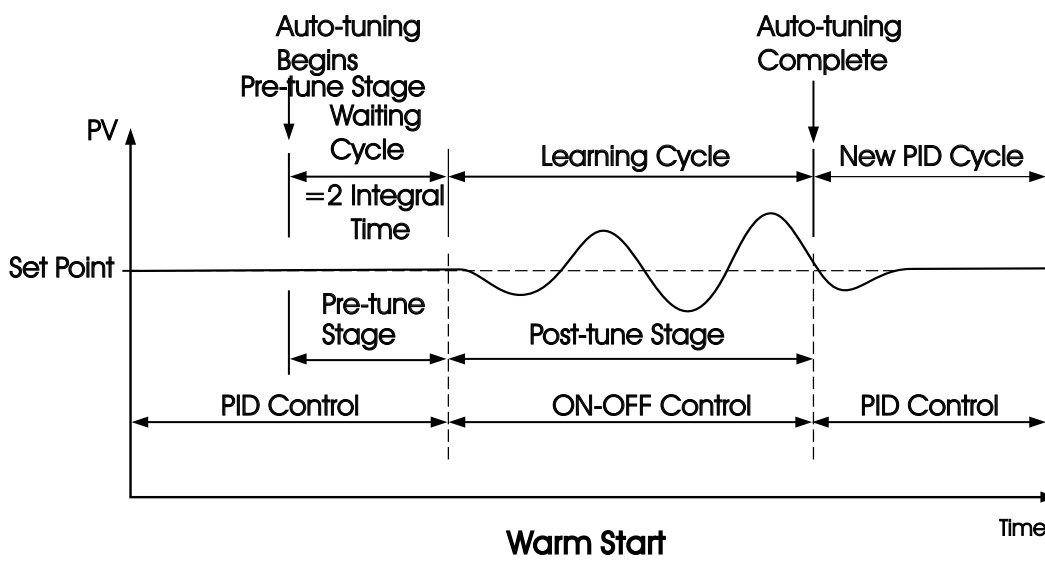 Auto-tuning
Begins
Pre-tune Stage
Waiting
Cycle
=2 Integral
Time
Auto-tuning
Complete
PV
Learning Cycle
New PID Cycle
Set Point
Pre-tune
Stage
Post-tune Stage
PID Control
ON-OFF Control
PID Control
Time
Warm Start